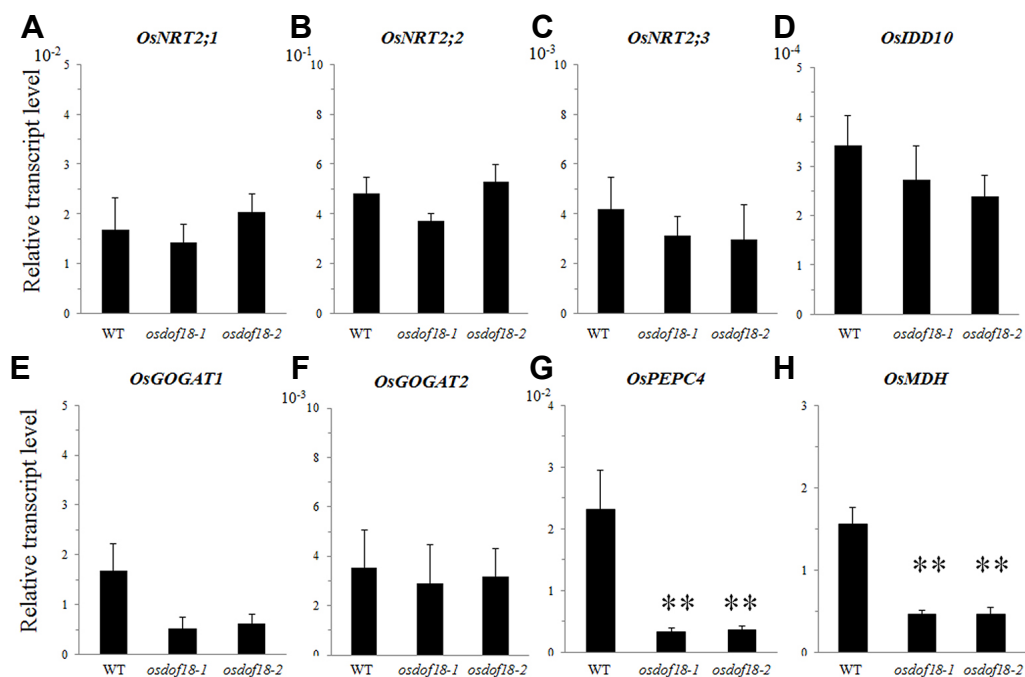 A OsNRT2;1
10-2
Relative transcript level
5
4
3
2
1
0
WT osdof18-1 osdof18-2
B OsNRT2;2
10-1
10
8
6
4
2
0
WT osdof18-1 osdof18-2
C OsNRT2;3
10-3
10
8
6
4
2
0
WT osdof18-1 osdof18-2
D OsIDD10
10-4
5
4
3
2
1
0
WT osdof18-1 osdof18-2
E OsGOGAT1
Relative transcript level
5
4
3
2
1
0
WT osdof18-1 osdof18-2
F OsGOGAT2
10-3
10
8
6
4
2
0
WT osdof18-1 osdof18-2
G OsPEPC4
10-2
4
3
2
1
0
** **
WT osdof18-1 osdof18-2
H OsMDH
3
2
1
0
** **
WT osdof18-1 osdof18-2